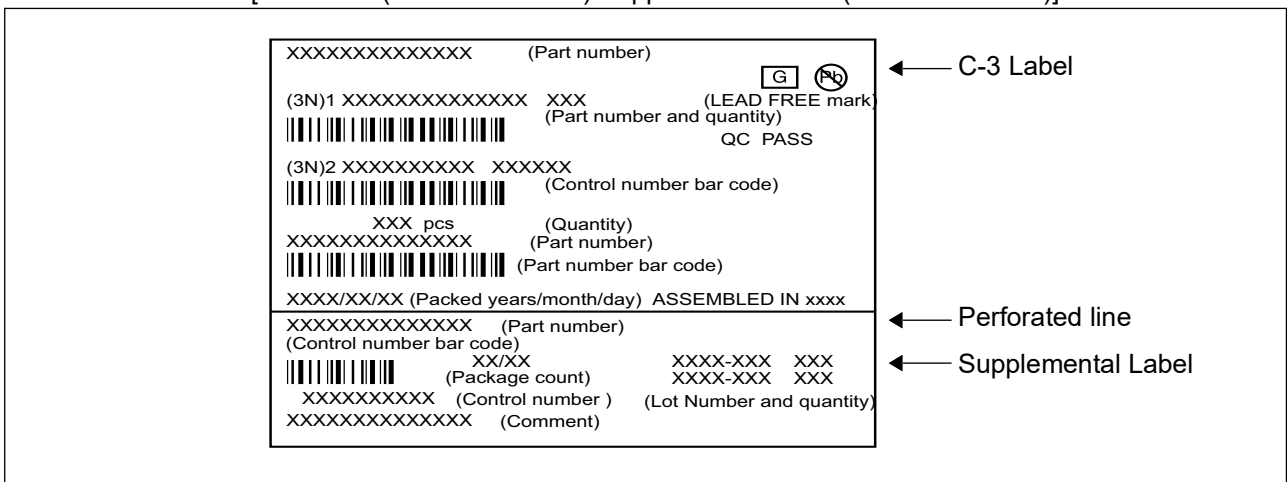 XXXXXXXXXXXXXX (Part number)
C-3 Label
G Pb
(3N)1 XXXXXXXXXXXXXX XXX (LEAD FREE mark)
(Part number and quantity)
QC PASS
(3N)2 XXXXXXXXXX XXXXXX
(Control number bar code)
XXX pcs (Quantity)
XXXXXXXXXXXXXX (Part number)
(Part number bar code)
XXXX/XX/XX (Packed years/month/day) ASSEMBLED IN xxxx
Perforated line
XXXXXXXXXXXXXX (Part number)
(Control number bar code)
XX/XX XXXX-XXX XXX
Supplemental Label
(Package count) XXXX-XXX XXX
XXXXXXXXXX (Control number ) (Lot Number and quantity)
XXXXXXXXXXXXXX (Comment)